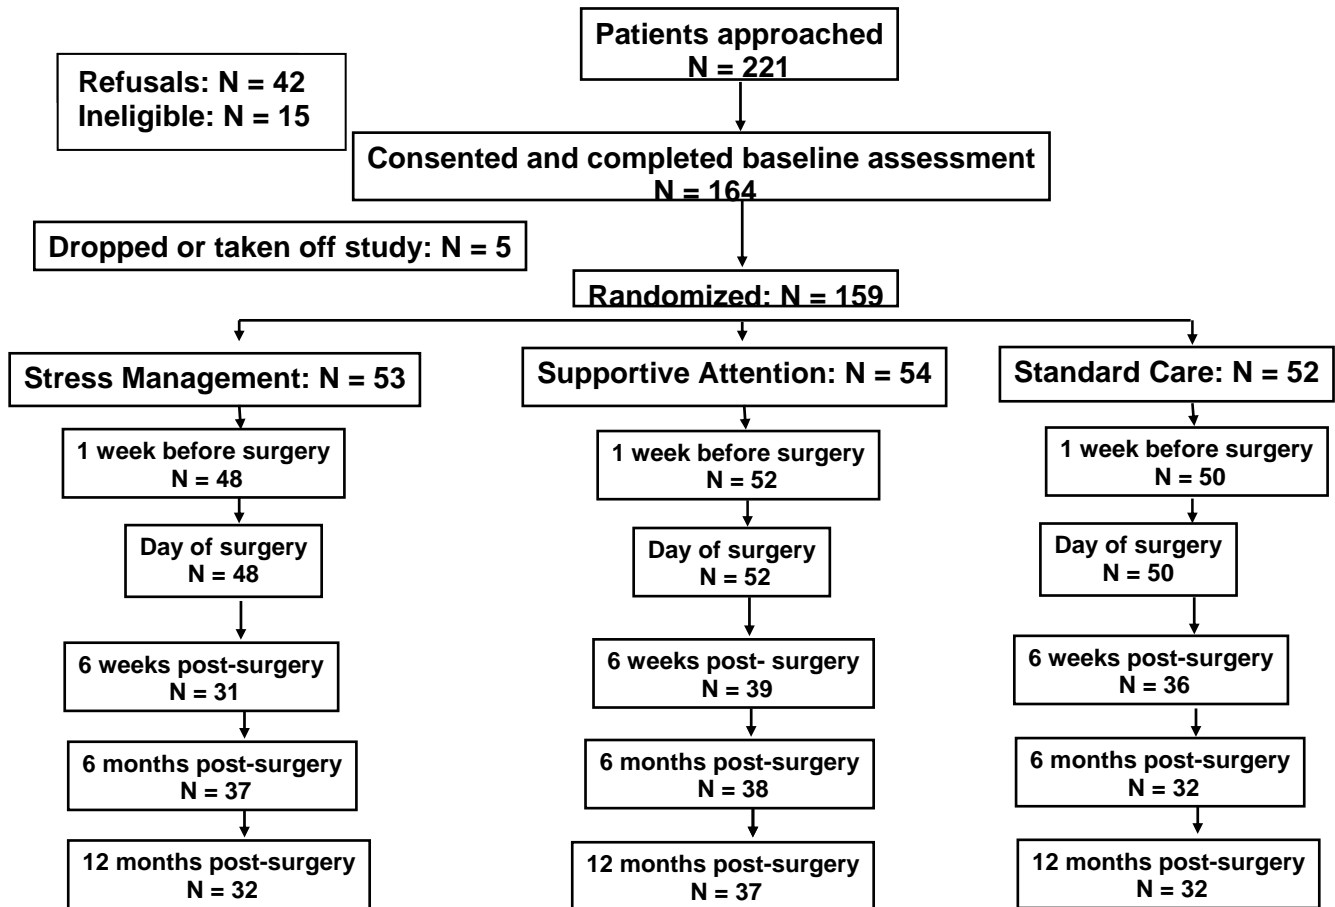 Patients approached
N = 221
Refusals: N = 42
Ineligible: N = 15
Consented and completed baseline assessment
N = 164
Dropped or taken off study: N = 5
Randomized: N = 159
Stress Management: N = 53
Supportive Attention: N = 54
Standard Care: N = 52
1 week before surgery
N = 48
1 week before surgery
N = 52
1 week before surgery
N = 50
Day of surgery
N = 48
Day of surgery
N = 52
Day of surgery
N = 50
6 weeks post-surgery
N = 31
6 weeks post- surgery
N = 39
6 weeks post-surgery
N = 36
6 months post-surgery
N = 37
6 months post-surgery
N = 38
6 months post-surgery
N = 32
12 months post-surgery
N = 32
12 months post-surgery
N = 37
12 months post-surgery
N = 32